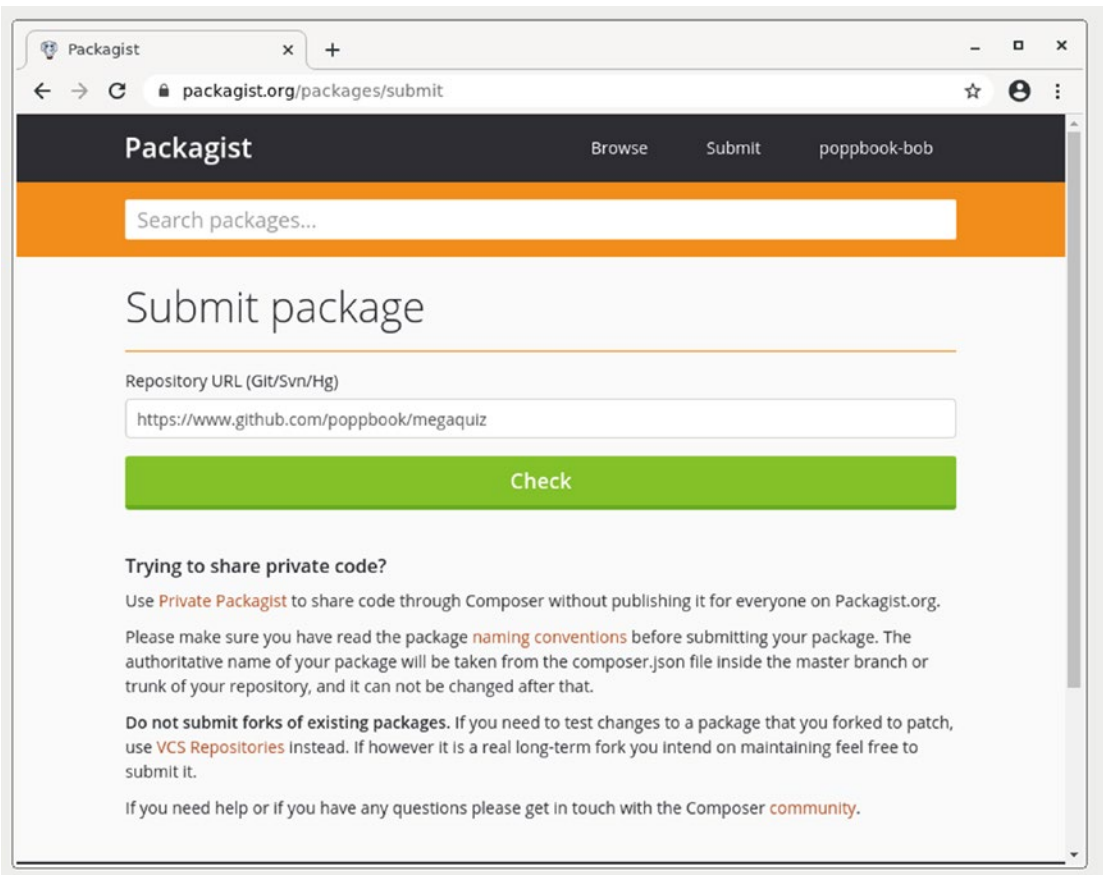 Packagist
packagist.org/packages/submit
Packagist Browse Submit poppbook-bob
Search packages...
Submit package
Repository URL (Git/Svn/Hg)
https://www.github.com/poppbook/megaquiz
Check
Trying to share private code?
Use Private Packagist to share code through Composer without publishing it for everyone on Packagist.org.
Please make sure you have read the package naming conventions before submitting your package. The
authoritative name of your package will be taken from the composer.json file inside the master branch or
trunk of your repository, and it can not be changed after that.
Do not submit forks of existing packages. If you need to test changes to a package that you forked to patch,
use VCS Repositories instead. If however it is a real long-term fork you intend on maintaining feel free to
submit it.
If you need help or if you have any questions please get in touch with the Composer community.